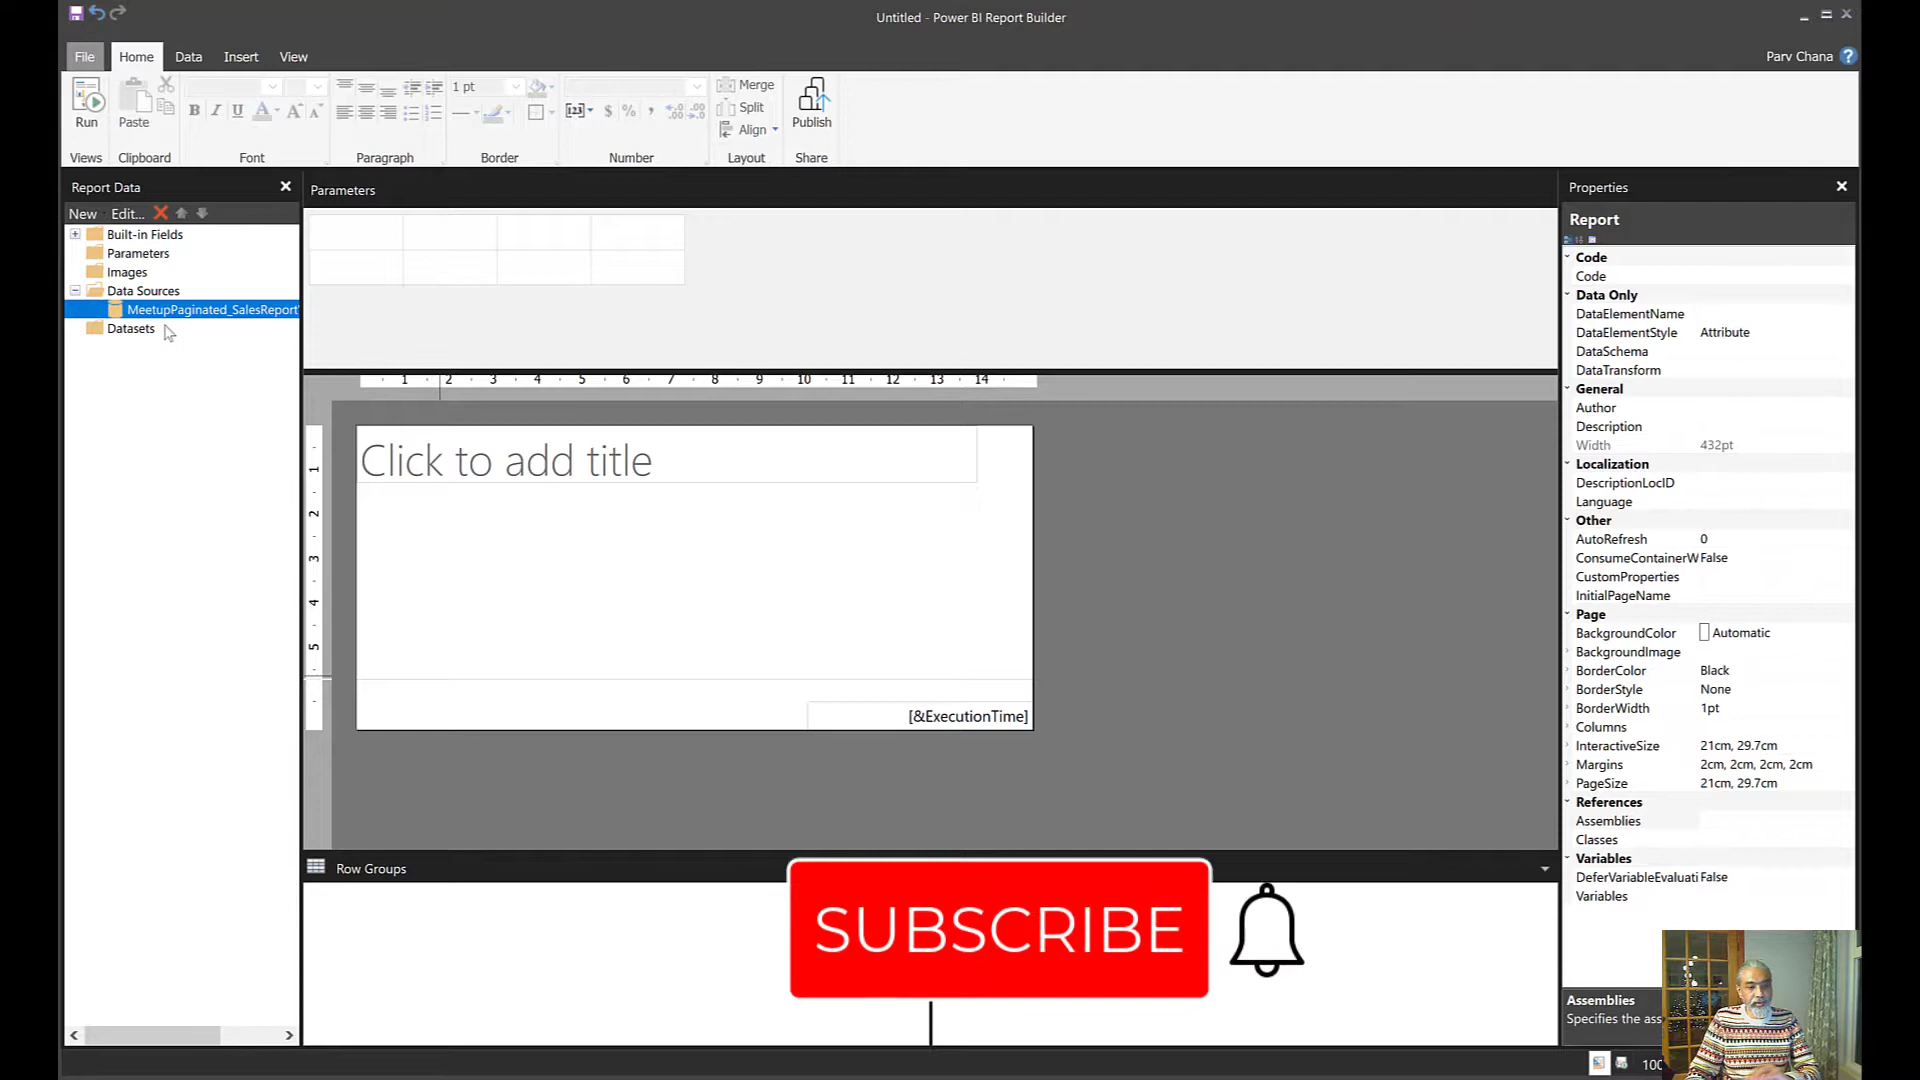 Untitled - Power BI Report Builder
File Home Data Insert View
Parv Chana
Run
Paste
1 pt
Merge
Split
Align
Publish
Views Clipboard Font Paragraph Border Number Layout Share
Report Data
New Edit...
Built-in Fields
Parameters
Images
Data Sources
MeetupPaginated_SalesReport
Datasets
Parameters
1 2 3 4 5 6 7 8 9 10 11 12 13 14
1
2
3
4
5
Click to add title
[&ExecutionTime]
Row Groups
SUBSCRIBE
Properties
Report
Code
Code
Data Only
DataElementName
DataElementStyle Attribute
DataSchema
DataTransform
General
Author
Description
Width 432pt
Localization
DescriptionLocID
Language
Other
AutoRefresh 0
ConsumeContainerW False
CustomProperties
InitialPageName
Page
BackgroundColor Automatic
BackgroundImage
BorderColor Black
BorderStyle None
BorderWidth 1pt
Columns
InteractiveSize 21cm, 29.7cm
Margins 2cm, 2cm, 2cm, 2cm
PageSize 21cm, 29.7cm
References
Assemblies
Classes
Variables
DeferVariableEvaluati False
Variables
Assemblies
Specifies the ass
100